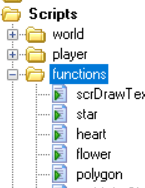 Scripts
world
player
functions
scrDrawTex
star
heart
flower
polygon